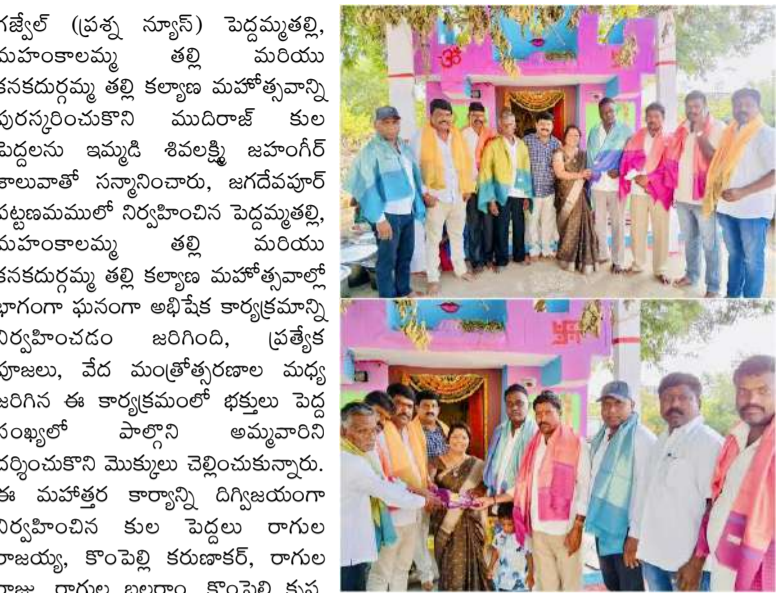 గజ్వేల్ (ప్రశ్న న్యూస్) పెద్దమ్మతల్లి,
మహంకాలమ్మ తల్లి మరియు
కనకదుర్గమ్మ తల్లి కల్యాణ మహోత్సవాన్ని
పురస్కరించుకొని ముదిరాజ్ కుల
పెద్దలను ఇమ్మడి శివలక్ష్మి జహంగీర్
కాలువాతో సన్మానించారు, జగదేవపూర్
పట్టణమములో నిర్వహించిన పెద్దమ్మతల్లి,
మహంకాలమ్మ తల్లి మరియు
కనకదుర్గమ్మ తల్లి కల్యాణ మహోత్సవాల్లో
భాగంగా ఘనంగా అభిషేక కార్యక్రమాన్ని
నిర్వహించడం జరిగింది, ప్రత్యేక
పూజలు, వేద మంత్రోత్సరణాల మధ్య
జరిగిన ఈ కార్యక్రమంలో భక్తులు పెద్ద
సంఖ్యలో పాల్గొని అమ్మవారిని
దర్శించుకొని మొక్కులు చెల్లించుకున్నారు.
ఈ మహాత్తర కార్యాన్ని దిగ్విజయంగా
నిర్వహించిన కుల పెద్దలు రాగుల
రాజయ్య, కొంపెల్లి కరుణాకర్, రాగుల
రాజు, రాగుల బలరాం, కొంపెల్లి
ॐ